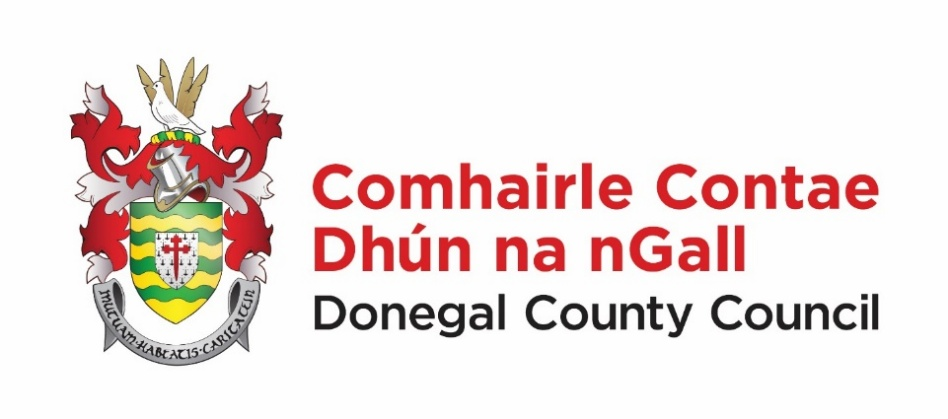 Comhairle Contae
Dhún na nGall
Donegal County Council
MUTUAM·HABEATIS·CARITATEM